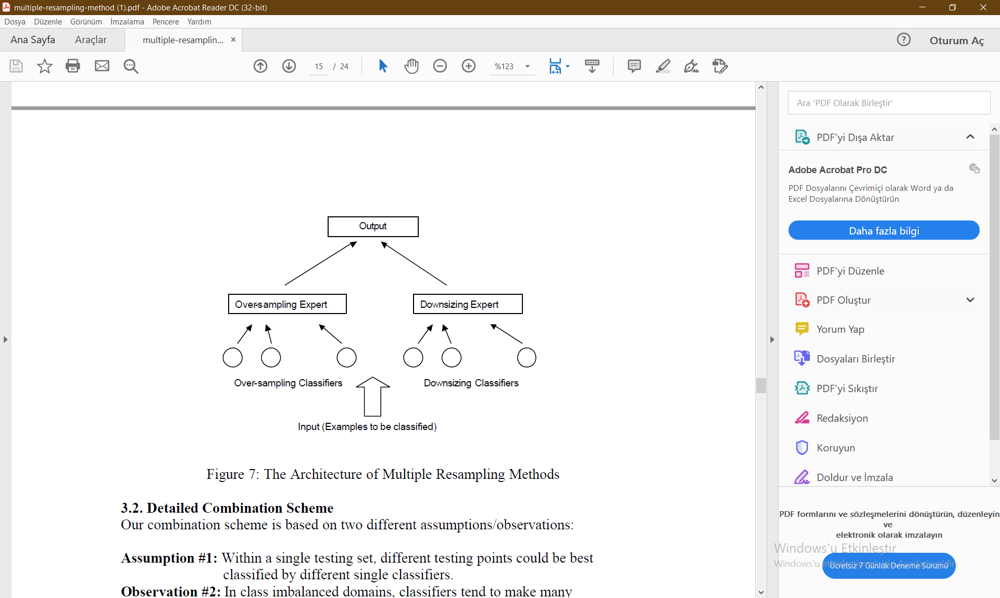 multiple-resampling-method (1).pdf - Adobe Acrobat Reader DC (32-bit)
Dosya Düzenle Görünüm İmzalama Pencere Yardım
Ana Sayfa Araçlar multiple-resamplin... Oturum Aç
15 / 24 %123
Ara 'PDF Olarak Birleştir'
PDF'yi Dışa Aktar
Adobe Acrobat Pro DC
PDF Dosyalarını Çevrimiçi olarak Word ya da
Excel Dosyalarına Dönüştürün
Daha fazla bilgi
PDF'yi Düzenle
PDF Oluştur
Yorum Yap
Dosyaları Birleştir
PDF'yi Sıkıştır
Redaksiyon
Koruyun
Doldur ve İmzala
PDF formlarını ve sözleşmelerini dönüştürün, düzenleyin
ve
elektronik olarak imzalayın
Windows'u Etkinleştir
Windows'u etkinleştirmek için Ayarlar'a gidin.
Ücretsiz 7 Günlük Deneme Sürümü
Output
Over-sampling Expert Downsizing Expert
Over-sampling Classifiers Downsizing Classifiers
Input (Examples to be classified)
Figure 7: The Architecture of Multiple Resampling Methods
3.2. Detailed Combination Scheme
Our combination scheme is based on two different assumptions/observations:
Assumption #1: Within a single testing set, different testing points could be best
classified by different single classifiers.
Observation #2: In class imbalanced domains, classifiers tend to make many